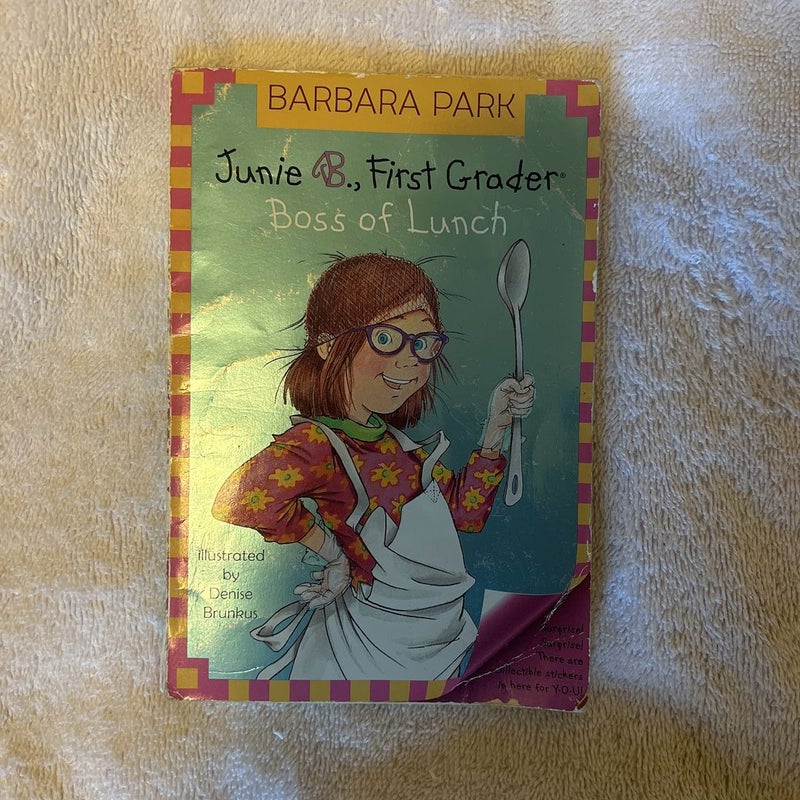 BARBARA PARK
Junie B., First Grader®
Boss of Lunch
illustrated
by
Denise
Brunkus
Surprise!
Surprise!
There are
collectible stickers
in here for Y-O-U!